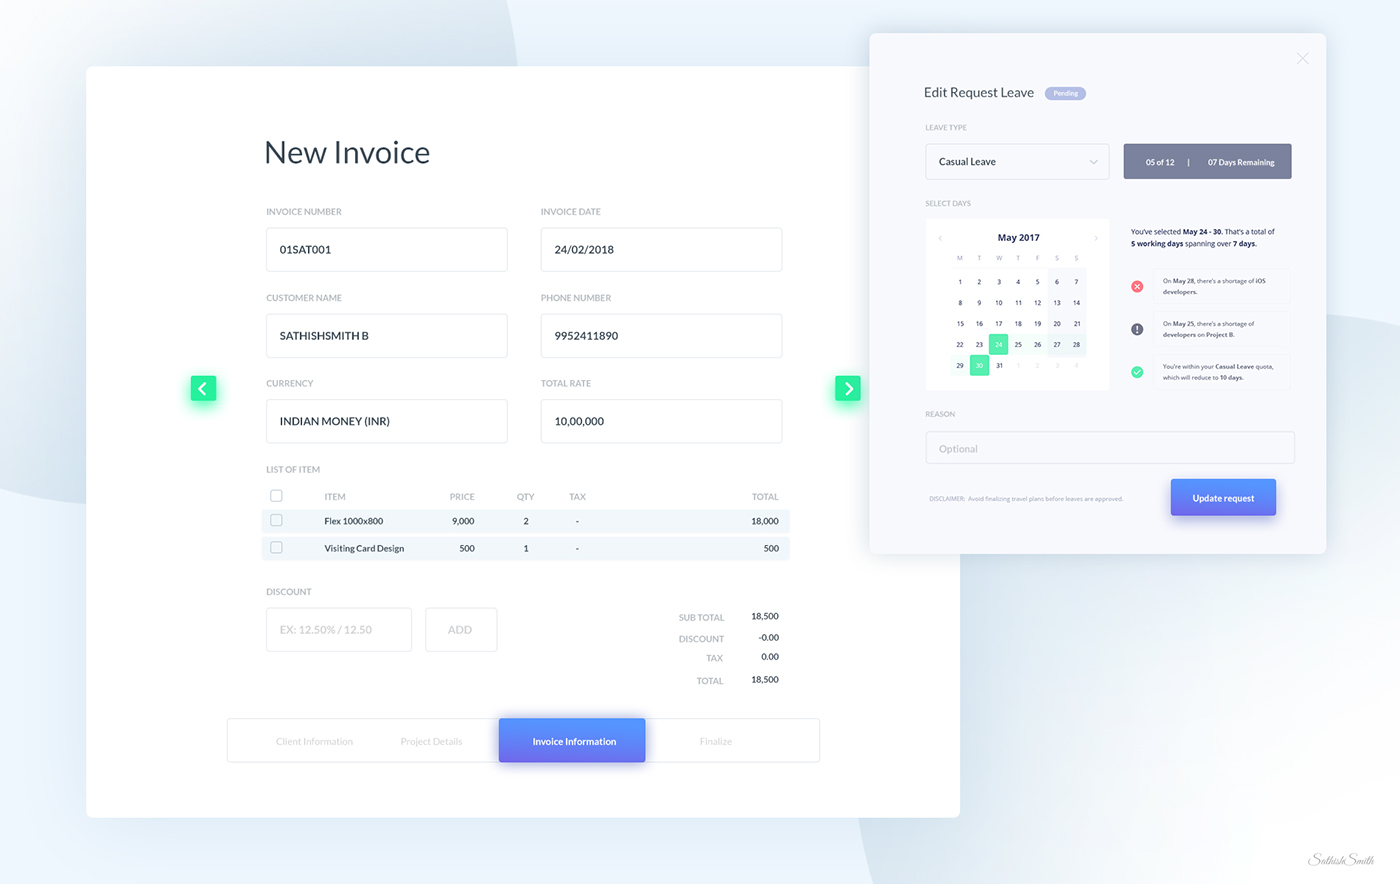 New Invoice
INVOICE NUMBER
INVOICE DATE
01SAT001
24/02/2018
CUSTOMER NAME
PHONE NUMBER
SATHISHSMITH B
9952411890
CURRENCY
TOTAL RATE
INDIAN MONEY (INR)
10,00,000
LIST OF ITEM
ITEM PRICE QTY TAX TOTAL
Flex 1000x800 9,000 2 - 18,000
Visiting Card Design 500 1 - 500
DISCOUNT
EX: 12.50% / 12.50
ADD
SUB TOTAL 18,500
DISCOUNT -0.00
TAX 0.00
TOTAL 18,500
Client Information Project Details Invoice Information Finalize
Edit Request Leave Pending
LEAVE TYPE
Casual Leave
05 of 12 | 07 Days Remaining
SELECT DAYS
May 2017
M T W T F S S
1 2 3 4 5 6 7
8 9 10 11 12 13 14
15 16 17 18 19 20 21
22 23 24 25 26 27 28
29 30 31 1 2 3 4
You've selected May 24 - 30. That's a total of
5 working days spanning over 7 days.
On May 28, there's a shortage of iOS
developers.
On May 25, there's a shortage of
developers on Project B.
You're within your Casual Leave quota,
which will reduce to 10 days.
REASON
Optional
DISCLAIMER: Avoid finalizing travel plans before leaves are approved.
Update request
SathishSmith